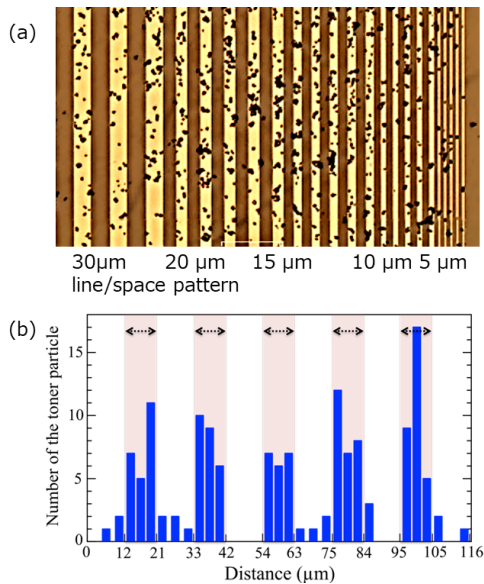 (a)
30μm 20 μm 15 μm 10 μm 5 μm
line/space pattern
(b)
Number of the toner particle
15
10
5
0
0 12 21 33 42 54 63 75 84 95 105 116
Distance (μm)